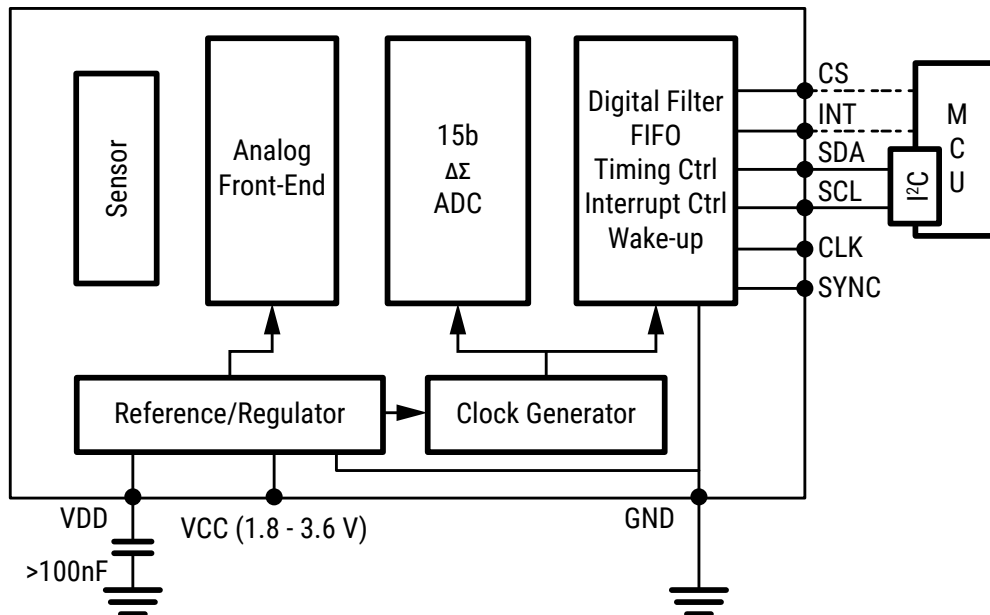 Sensor
Analog
Front-End
15b
ΔΣ
ADC
Digital Filter
FIFO
Timing Ctrl
Interrupt Ctrl
Wake-up
CS
INT
SDA
SCL
CLK
SYNC
I²C
M
C
U
Reference/Regulator
Clock Generator
VDD
VCC (1.8 - 3.6 V)
GND
>100nF